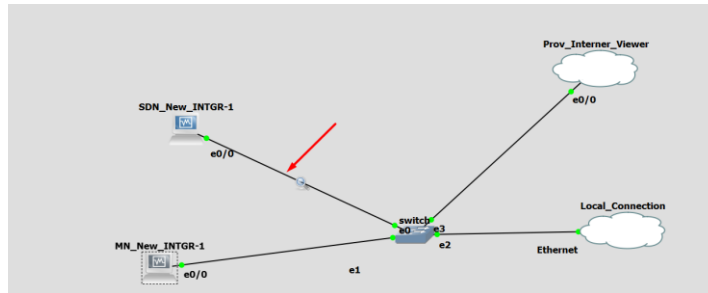 Prov_Interner_Viewer
e0/0
SDN_New_INTGR-1
e0/0
Local_Connection
switch
e0
e3
e2
Ethernet
MN_New_INTGR-1
e0/0
e1